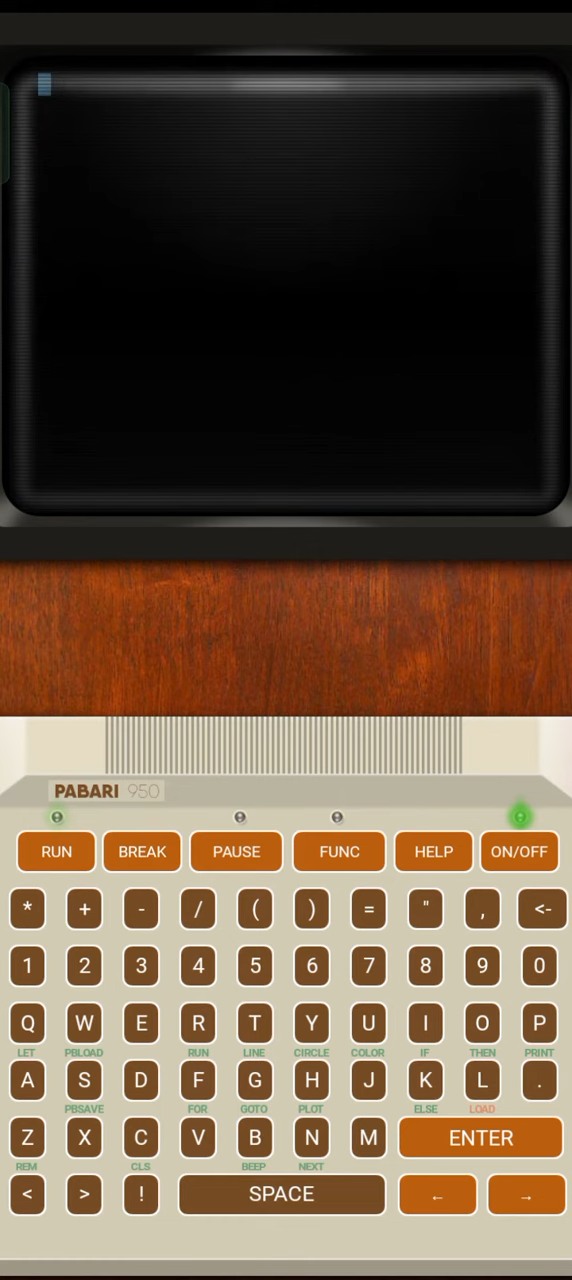 PABARI 950
RUN BREAK PAUSE FUNC HELP ON/OFF
* + - / ( ) = " , <-
1 2 3 4 5 6 7 8 9 0
Q W E R T Y U I O P
LET PBLOAD RUN LINE CIRCLE COLOR IF THEN PRINT
A S D F G H J K L .
PBSAVE FOR GOTO PLOT ELSE LOAD
Z X C V B N M ENTER
REM CLS BEEP NEXT
< > ! SPACE ← →